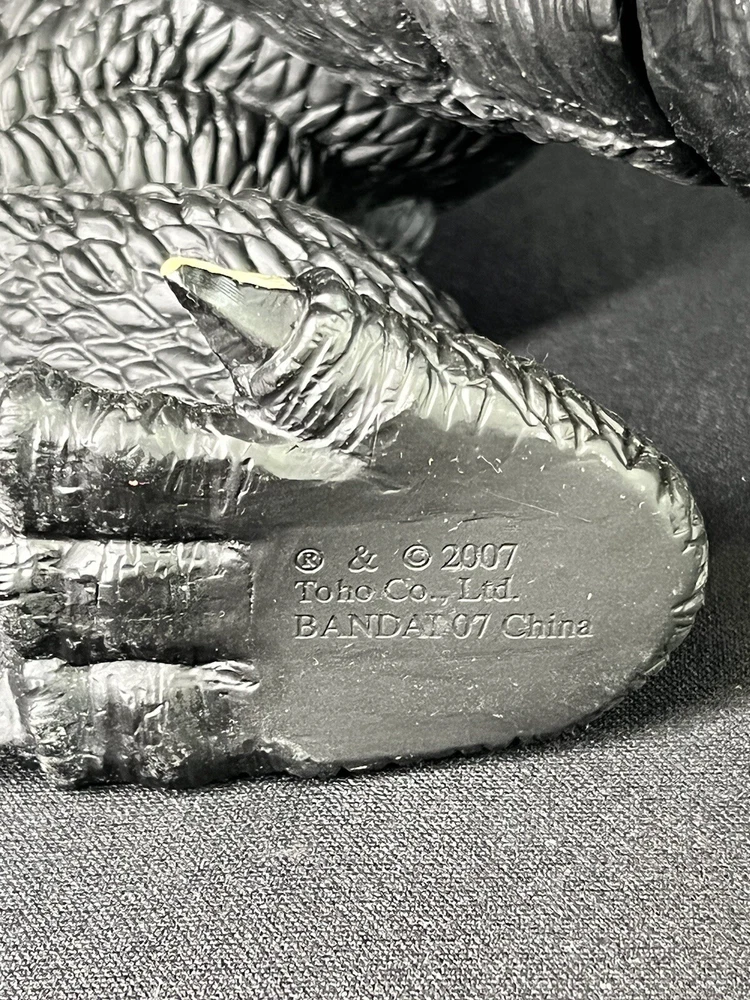 ® & © 2007
Toho Co., Ltd.
BANDAI 07 China